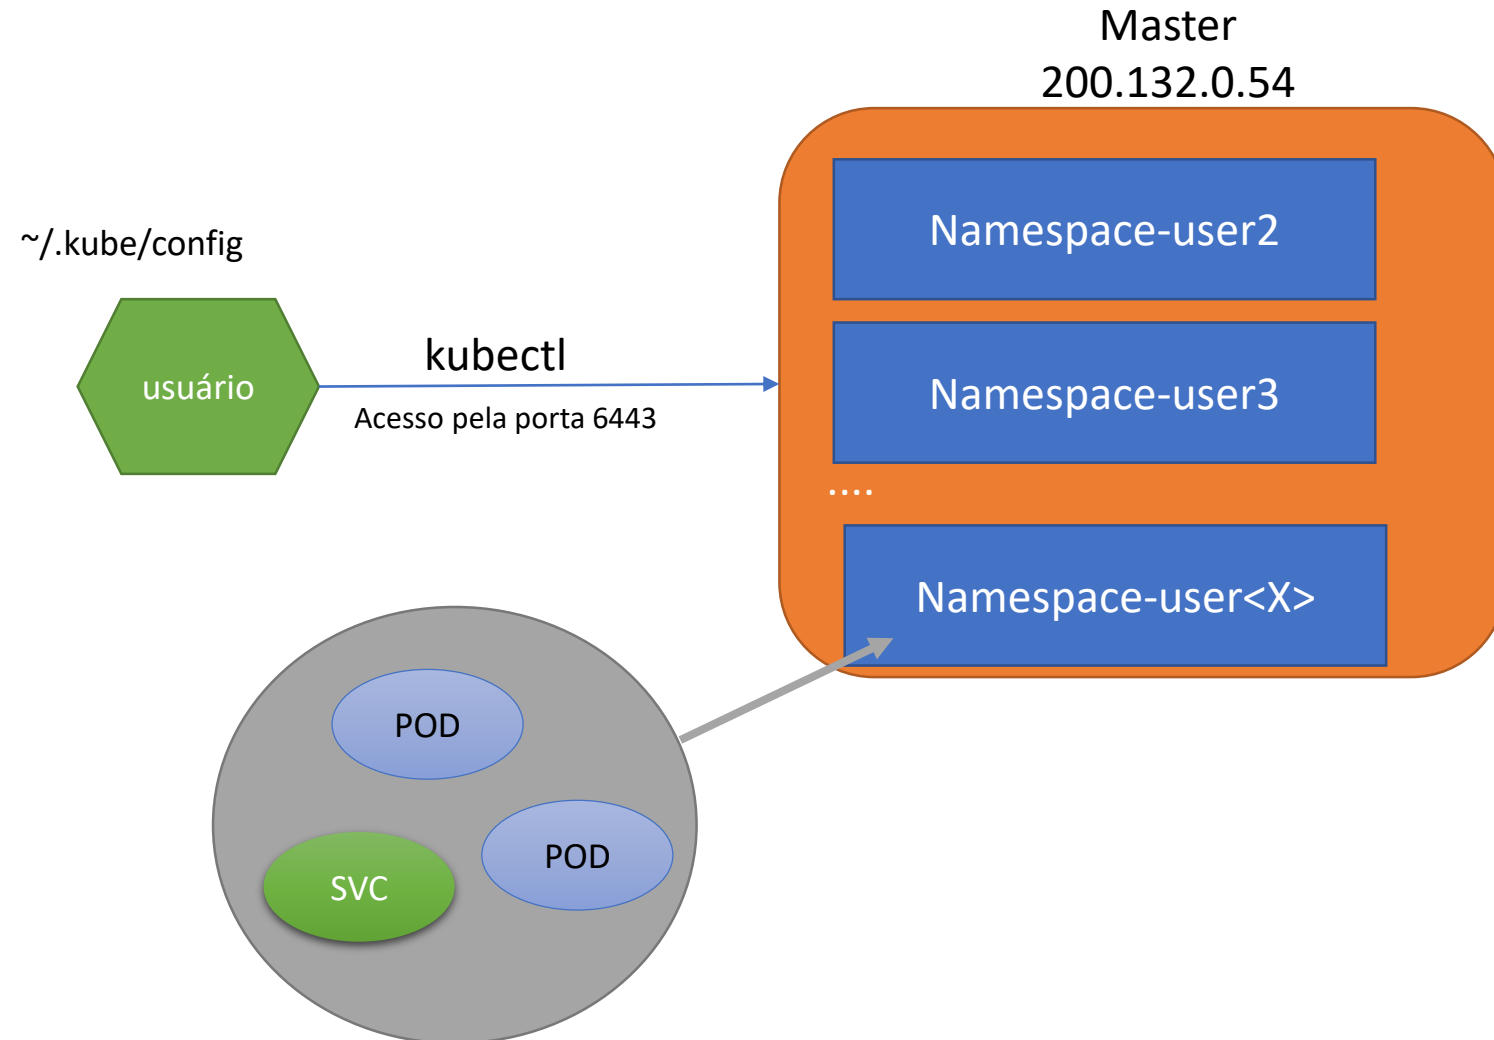 Master
200.132.0.54
Namespace-user2
~/.kube/config
kubectl
usuário
Namespace-user3
Acesso pela porta 6443
....
Namespace-user<X>
POD
POD
SVC